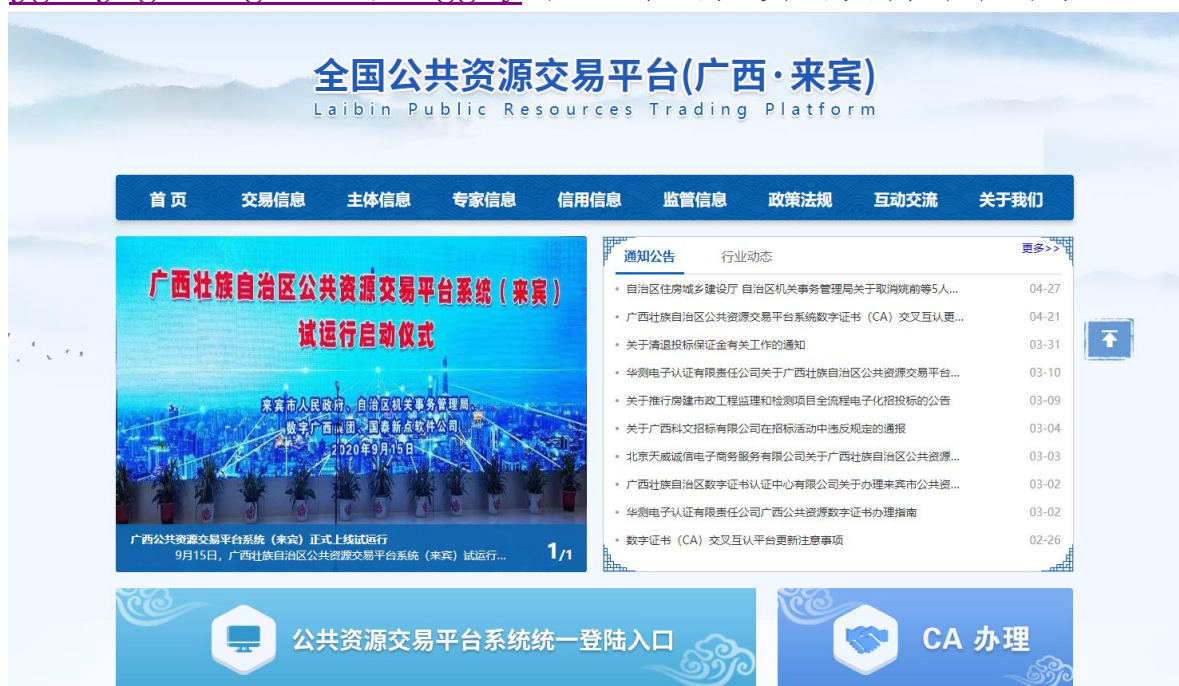 全国公共资源交易平台(广西·来宾)
Laibin Public Resources Trading Platform
首页 交易信息 主体信息 专家信息 信用信息 监管信息 政策法规 互动交流 关于我们
广西壮族自治区公共资源交易平台系统（来宾）
试运行启动仪式
来宾市人民政府、自治区机关事务管理局、
数字广西集团、国泰新点软件公司
2020年9月15日
广西公共资源交易平台系统（来宾）正式上线试运行
9月15日，广西壮族自治区公共资源交易平台系统（来宾）试运行...
1/1
通知公告 行业动态 更多>>
自治区住房城乡建设厅 自治区机关事务管理局关于取消姚前等5人... 04-27
广西壮族自治区公共资源交易平台系统数字证书（CA）交叉互认更... 04-21
关于清退投标保证金有关工作的通知 03-31
华测电子认证有限责任公司关于广西壮族自治区公共资源交易平台... 03-10
关于推行房建市政工程监理和检测项目全流程电子化招投标的公告 03-09
关于广西科文招标有限公司在招标活动中违反规定的通报 03-04
北京天威诚信电子商务服务有限公司关于广西壮族自治区公共资源... 03-03
广西壮族自治区数字证书认证中心有限公司关于办理来宾市公共资... 03-02
华测电子认证有限责任公司广西公共资源数字证书办理指南 03-02
数字证书（CA）交叉互认平台更新注意事项 02-26
公共资源交易平台系统统一登陆入口
CA 办理